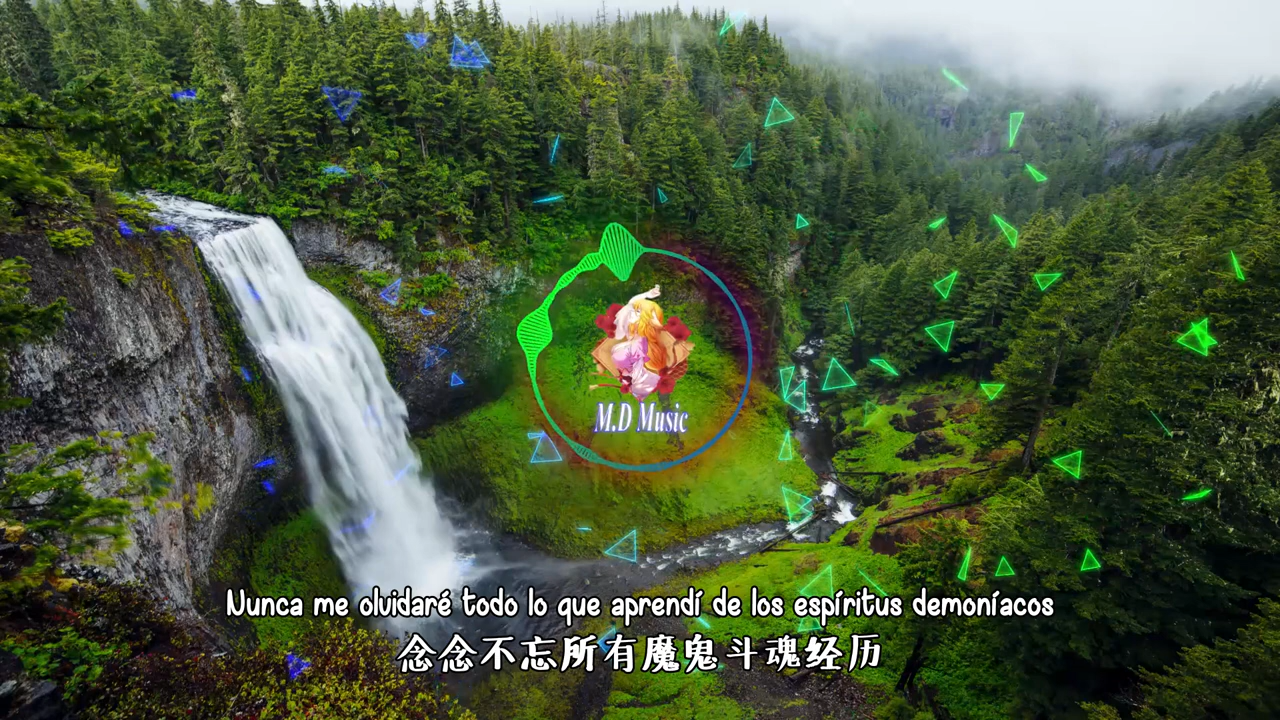 M.D Music
Nunca me olvidaré todo lo que aprendí de los espíritus demoníacos
念念不忘所有魔鬼斗魂经历